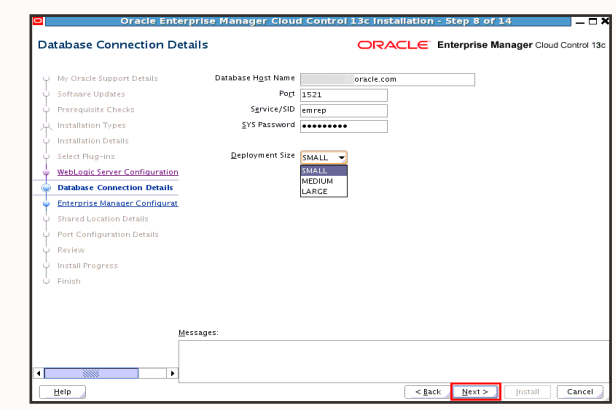 Oracle Enterprise Manager Cloud Control 13c Installation - Step 8 of 14
Database Connection Details
ORACLE Enterprise Manager Cloud Control 13c
My Oracle Support Details
Software Updates
Prerequisite Checks
Installation Types
Installation Details
Select Plug-ins
WebLogic Server Configuration
Database Connection Details
Enterprise Manager Configurat
Shared Location Details
Port Configuration Details
Review
Install Progress
Finish
Database Host Name oracle.com
Port 1521
Service/SID emrep
SYS Password •••••••••
Deployment Size SMALL
SMALL
MEDIUM
LARGE
Messages:
Help
< Back Next > Install Cancel